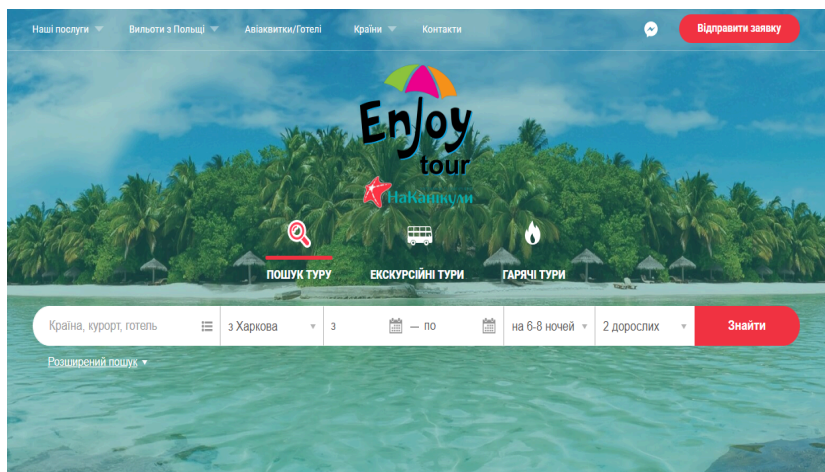 Наші послуги Вильоти з Польщі Авіаквитки/Готелі Країни Контакти Відправити заявку
Enjoy
tour
НаКанікули
ПОШУК ТУРУ ЕКСКУРСІЙНІ ТУРИ ГАРЯЧІ ТУРИ
Країна, курорт, готель з Харкова з — по на 6-8 ночей 2 дорослих Знайти
Розширений пошук